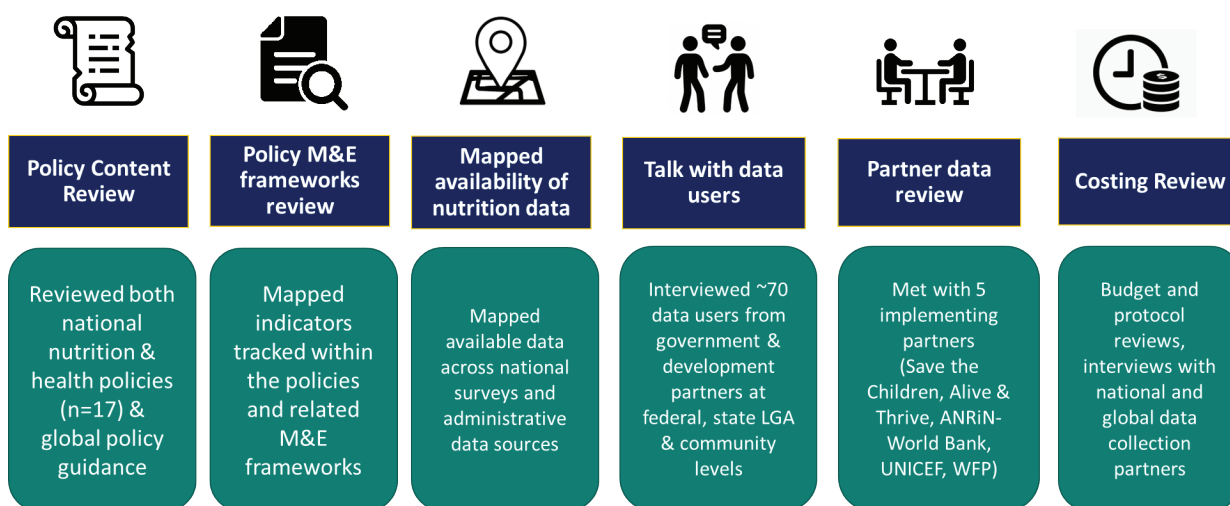 Policy Content
Review
Policy M&E
frameworks
review
Mapped
availability of
nutrition data
Talk with data
users
Partner data
review
Costing Review
Reviewed both
national
nutrition &
health policies
(n=17) &
global policy
guidance
Mapped
indicators
tracked within
the policies
and related
M&E
frameworks
Mapped
available data
across national
surveys and
administrative
data sources
Interviewed ~70
data users from
government &
development
partners at
federal, state LGA
& community
levels
Met with 5
implementing
partners
(Save the
Children, Alive &
Thrive, ANRiN-
World Bank,
UNICEF, WFP)
Budget and
protocol
reviews,
interviews with
national and
global data
collection
partners